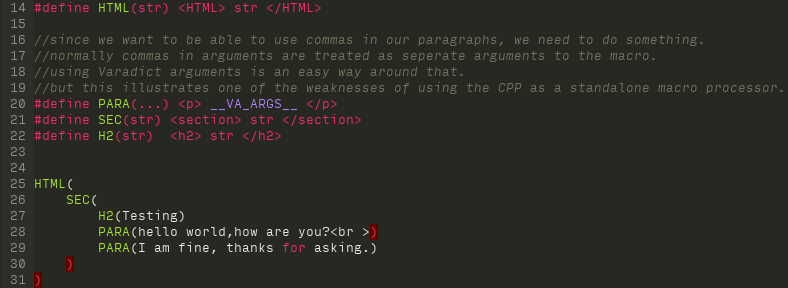 14 #define HTML(str) <HTML> str </HTML>
15
16 //since we want to be able to use commas in our paragraphs, we need to do something.
17 //normally commas in arguments are treated as seperate arguments to the macro.
18 //using Varadict arguments is an easy way around that.
19 //but this illustrates one of the weaknesses of using the CPP as a standalone macro processor.
20 #define PARA(...) <p> __VA_ARGS__ </p>
21 #define SEC(str) <section> str </section>
22 #define H2(str)  <h2> str </h2>
23
24
25 HTML(
26     SEC(
27         H2(Testing)
28         PARA(hello world,how are you?<br >)
29         PARA(I am fine, thanks for asking.)
30     )
31 )